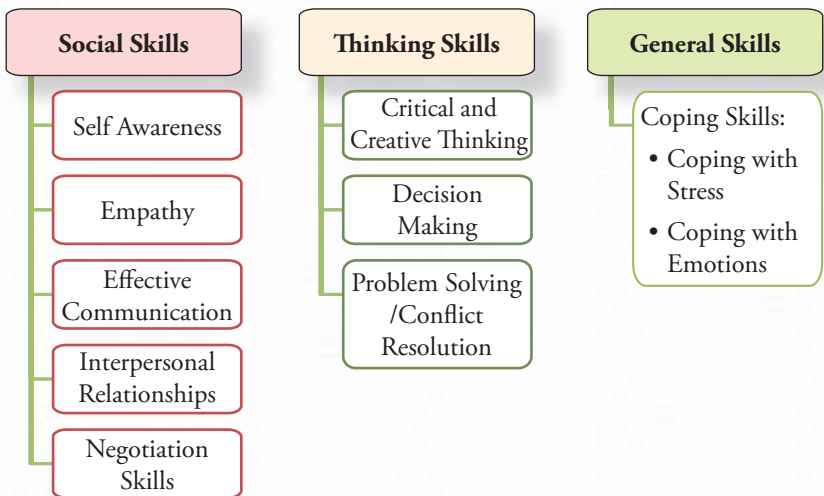 Social Skills
Self Awareness
Empathy
Effective
Communication
Interpersonal
Relationships
Negotiation
Skills
Thinking Skills
Critical and
Creative Thinking
Decision
Making
Problem Solving
/Conflict
Resolution
General Skills
Coping Skills:
• Coping with
Stress
• Coping with
Emotions